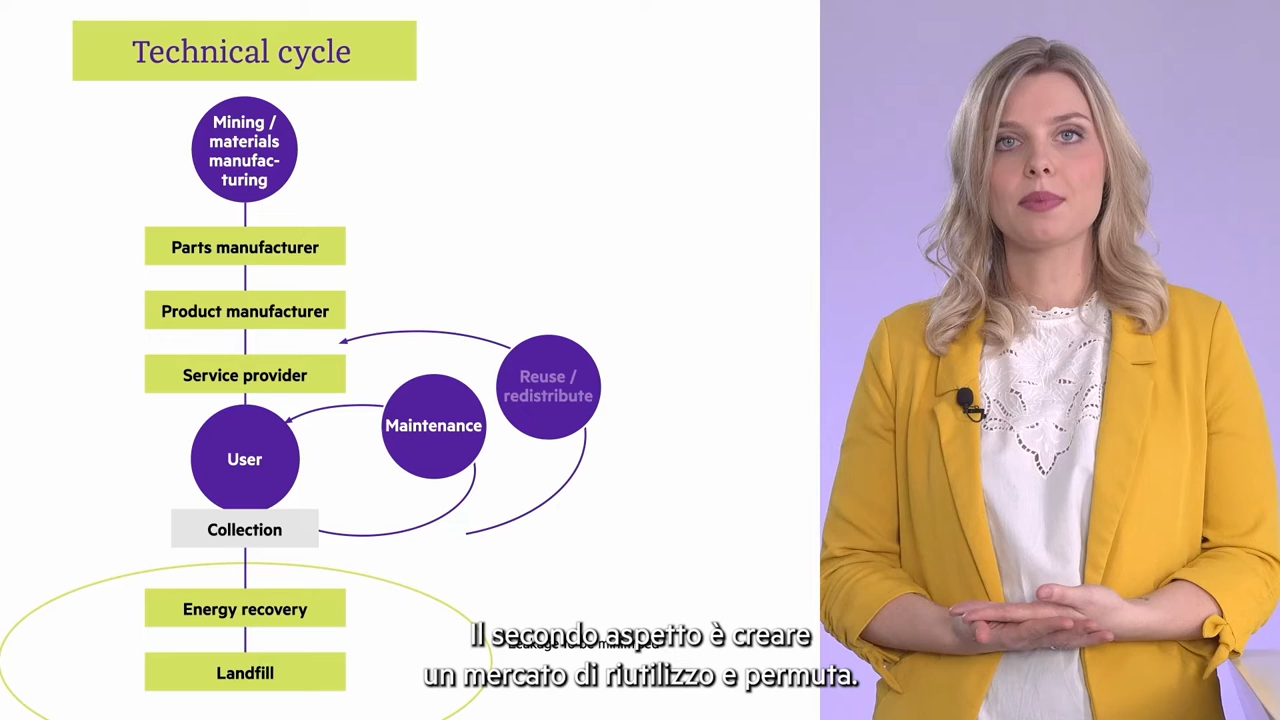 Technical cycle
Mining /
materials
manufac-
turing
Parts manufacturer
Product manufacturer
Service provider
Reuse /
redistribute
Maintenance
User
Collection
Energy recovery
Landfill
Il secondo aspetto è creare
un mercato di riutilizzo e permuta.